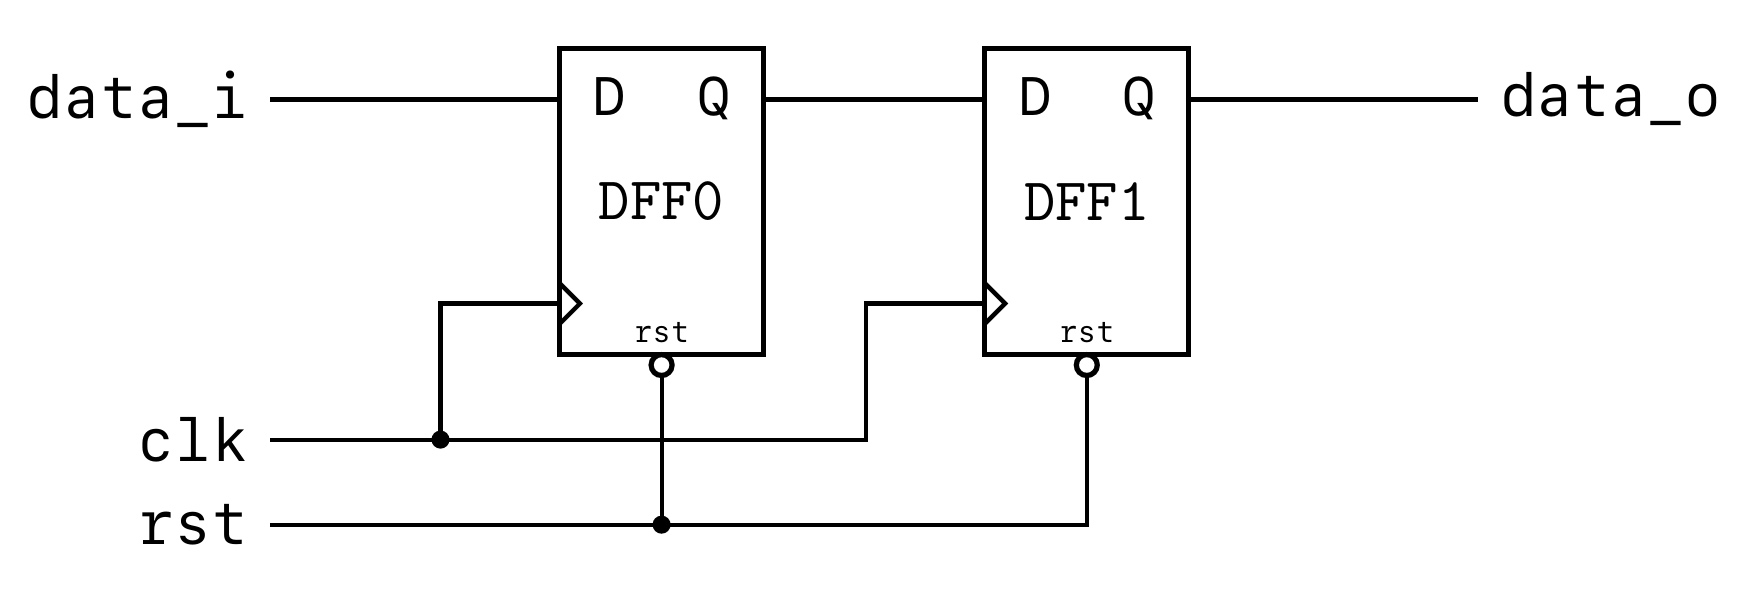 data_i D Q D Q data_o
DFF0 DFF1
rst rst
clk
rst